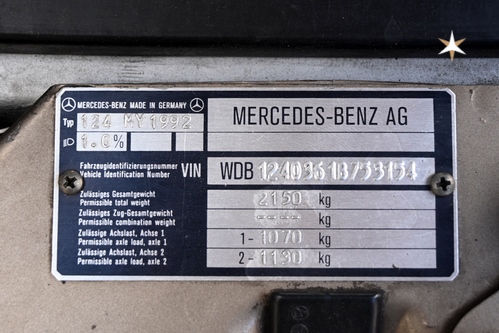 MERCEDES-BENZ MADE IN GERMANY
Typ 124 MY1992
1.0%
MERCEDES-BENZ AG
Fahrzeugidentifizierungsnummer
Vehicle Identification Number VIN WDB
Zulässiges Gesamtgewicht
Permissible total weight 2150 kg
Zulässiges Zug-Gesamtgewicht
Permissible combination weight ---- kg
Zulässige Achslast, Achse 1
Permissible axle load, axle 1 1- 1070 kg
Zulässige Achslast, Achse 2
Permissible axle load, axle 2 2- 1130 kg